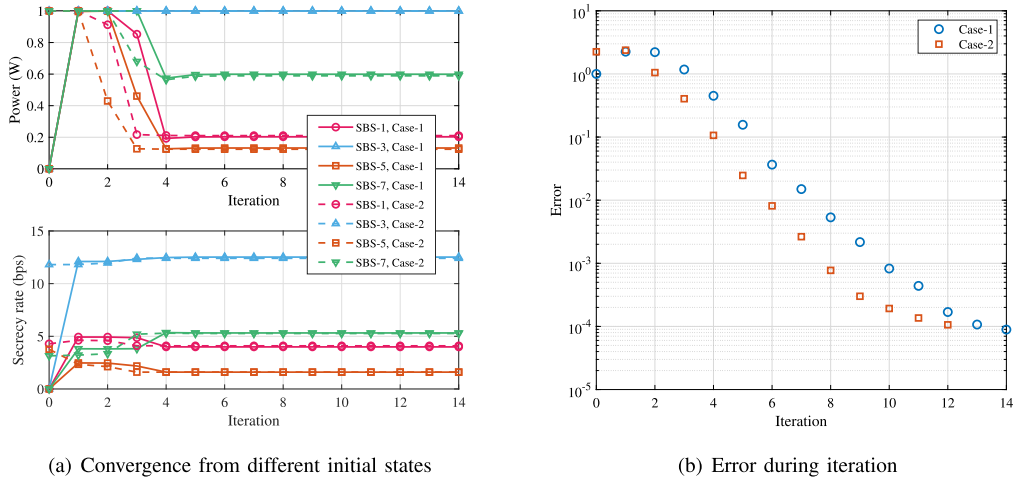 1
0.8
0.6
0.4
0.2
0
Power (W)
0 2 4 6 8 10 12 14
Iteration
SBS-1, Case-1
SBS-3, Case-1
SBS-5, Case-1
SBS-7, Case-1
SBS-1, Case-2
SBS-3, Case-2
SBS-5, Case-2
SBS-7, Case-2
15
10
5
0
Secrecy rate (bps)
0 2 4 6 8 10 12 14
Iteration
(a) Convergence from different initial states
10^1
10^0
10^-1
10^-2
10^-3
10^-4
10^-5
Error
Case-1
Case-2
0 2 4 6 8 10 12 14
Iteration
(b) Error during iteration